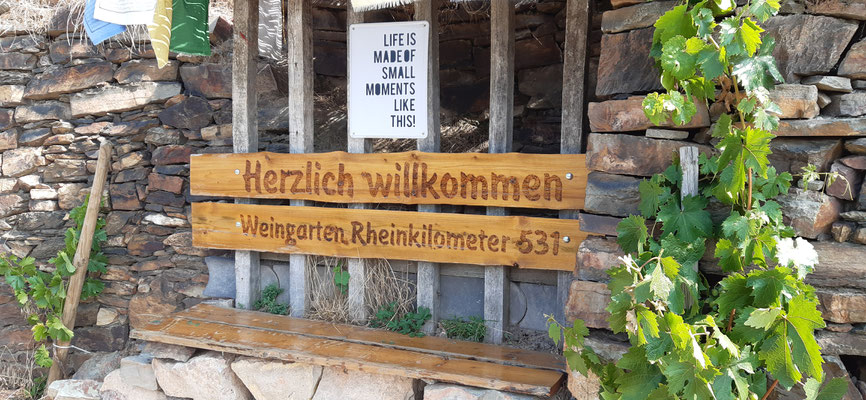 LIFE IS
MADE OF
SMALL
MOMENTS
LIKE
THIS!
Herzlich willkommen
Weingarten Rheinkilometer 531